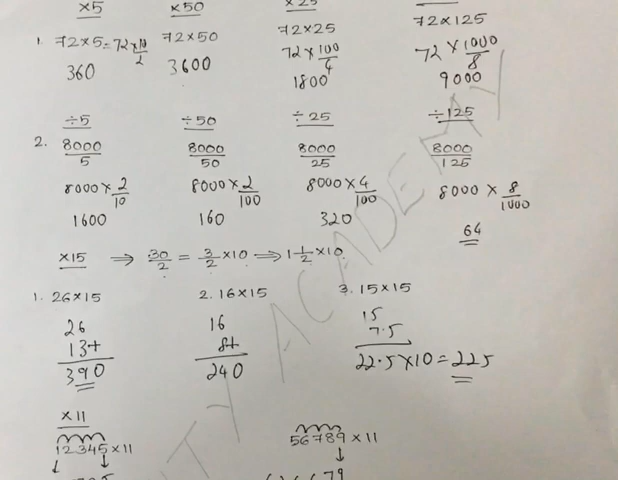 ×5 ×50 ×25
1. 72×5=72×10/2 72×50 72×25 72×125
360 3600 72×100/4 72×1000/8
1800 9000
÷5 ÷50 ÷25 ÷125
2. 8000/5 8000/50 8000/25 8000/125
8000×2/10 8000×2/100 8000×4/100 8000×8/1000
1600 160 320 64
×15 ⇒ 30/2 = 3/2 ×10 ⇒ 1 1/2 ×10
1. 26×15 2. 16×15 3. 15×15
26 16 15
13+ 8+ 7.5
390 240 22.5×10=225
×11
12345×11 56789×11
79
ACADEMY